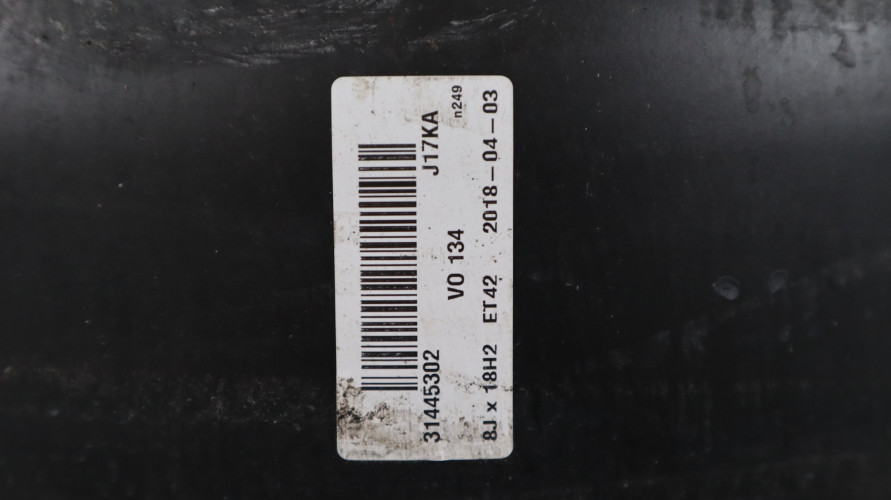 31445302 J17KA
VO 134 n249
8J x 18H2 ET42 2018-04-03